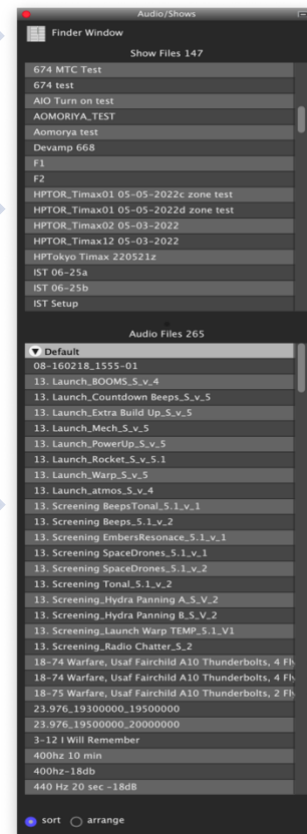 Audio/Shows
Finder Window
Show Files 147
674 MTC Test
674 test
AIO Turn on test
AOMORIYA_TEST
Aomorya test
Devamp 668
F1
F2
HPTOR_Timax01 05-05-2022c zone test
HPTOR_Timax01 05-05-2022d zone test
HPTOR_Timax02 05-03-2022
HPTOR_Timax12 05-03-2022
HPTokyo Timax 220521z
IST 06-25a
IST 06-25b
IST Setup
Audio Files 265
Default
08-160218_1555-01
13. Launch_BOOMS_S_v_4
13. Launch_Countdown Beeps_S_v_5
13. Launch_Extra Build Up_S_v_5
13. Launch_Mech_S_v_5
13. Launch_PowerUp_S_v_5
13. Launch_Rocket_S_v_5.1
13. Launch_Warp_S_v_5
13. Launch_atmos_S_v_4
13. Screening BeepsTonal_5.1_v_1
13. Screening Beeps_5.1_v_2
13. Screening EmbersResonace_5.1_v_1
13. Screening SpaceDrones_5.1_v_1
13. Screening SpaceDrones_5.1_v_2
13. Screening Tonal_5.1_v_2
13. Screening_Hydra Panning A_S_V_2
13. Screening_Hydra Panning B_S_V_2
13. Screening_Launch Warp TEMP_5.1_V1
13. Screening_Radio Chatter_S_2
18-74 Warfare, Usaf Fairchild A10 Thunderbolts, 4 Fly
18-74 Warfare, Usaf Fairchild A10 Thunderbolts, 4 Fly
18-75 Warfare, Usaf Fairchild A10 Thunderbolts, 2 Fly
23.976_19300000_19500000
23.976_19500000_20000000
3-12 I Will Remember
400hz 10 min
400hz-18db
440 Hz 20 sec -18dB
sort arrange